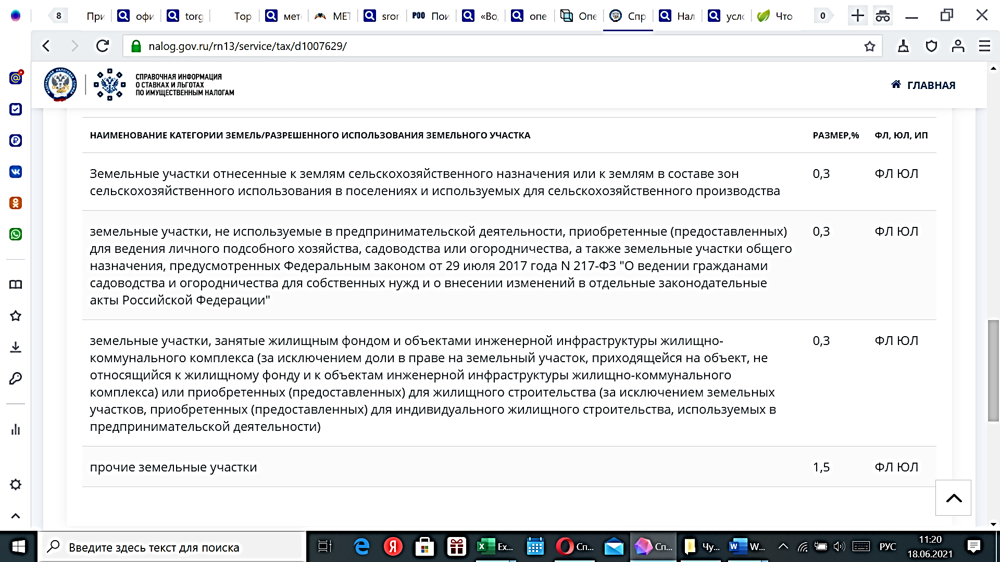 8
При
офи
torg
Тор
мет
МЕТ
sror
РОО
Пои
«Во
опе
Опе
Спр
Нал
усло
Что
0
nalog.gov.ru/rn13/service/tax/d1007629/
СПРАВОЧНАЯ ИНФОРМАЦИЯ
О СТАВКАХ И ЛЬГОТАХ
ПО ИМУЩЕСТВЕННЫМ НАЛОГАМ
ГЛАВНАЯ
НАИМЕНОВАНИЕ КАТЕГОРИИ ЗЕМЕЛЬ/РАЗРЕШЕННОГО ИСПОЛЬЗОВАНИЯ ЗЕМЕЛЬНОГО УЧАСТКА РАЗМЕР,% ФЛ, ЮЛ, ИП
Земельные участки отнесенные к землям сельскохозяйственного назначения или к землям в составе зон 0,3 ФЛ ЮЛ
сельскохозяйственного использования в поселениях и используемых для сельскохозяйственного производства
земельные участки, не используемые в предпринимательской деятельности, приобретенные (предоставленных) 0,3 ФЛ ЮЛ
для ведения личного подсобного хозяйства, садоводства или огородничества, а также земельные участки общего
назначения, предусмотренных Федеральным законом от 29 июля 2017 года N 217-ФЗ "О ведении гражданами
садоводства и огородничества для собственных нужд и о внесении изменений в отдельные законодательные
акты Российской Федерации"
земельные участки, занятые жилищным фондом и объектами инженерной инфраструктуры жилищно- 0,3 ФЛ ЮЛ
коммунального комплекса (за исключением доли в праве на земельный участок, приходящейся на объект, не
относящийся к жилищному фонду и к объектам инженерной инфраструктуры жилищно-коммунального
комплекса) или приобретенных (предоставленных) для жилищного строительства (за исключением земельных
участков, приобретенных (предоставленных) для индивидуального жилищного строительства, используемых в
предпринимательской деятельности)
прочие земельные участки 1,5 ФЛ ЮЛ
Введите здесь текст для поиска
Ex...
Сп...
Сп...
Чу...
W...
РУС
11:20
18.06.2021